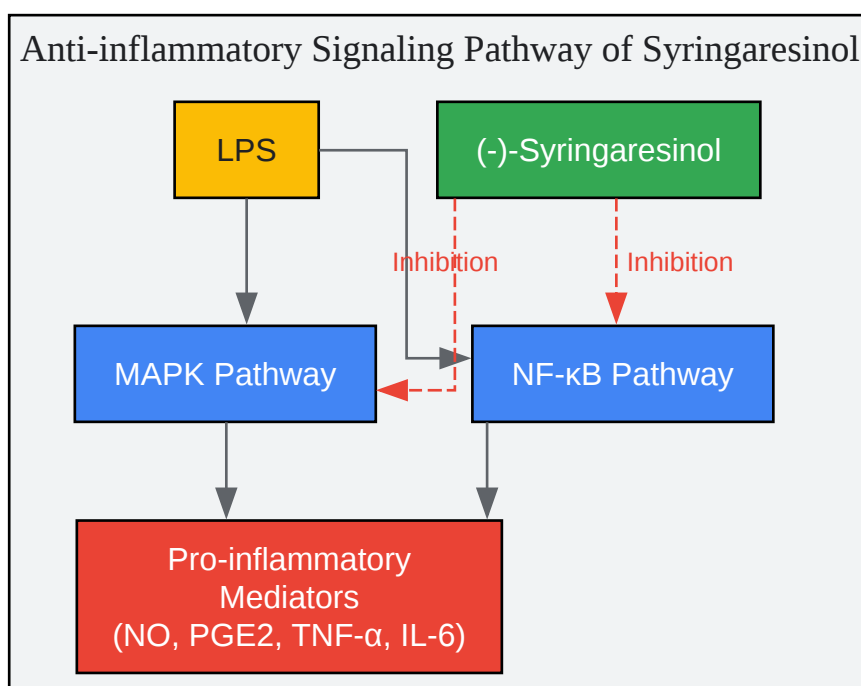 Anti-inflammatory Signaling Pathway of Syringaresinol
LPS
(-)-Syringaresinol
Inhibition
Inhibition
MAPK Pathway
NF-κB Pathway
Pro-inflammatory
Mediators
(NO, PGE2, TNF-α, IL-6)